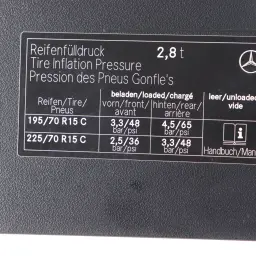 Reifenfülldruck 2,8 t
Tire Inflation Pressure
Pression des Pneus Gonfle's
beladen/loaded/chargé leer/unloaded
Reifen/Tire/ vorn/front/ hinten/rear/ vide
Pneus avant arrière
195/70 R15 C 3,3/48 4,5/65
bar/psi bar/psi
225/70 R15 C 2,5/36 3,3/48 Handbuch/Man
bar/psi bar/psi